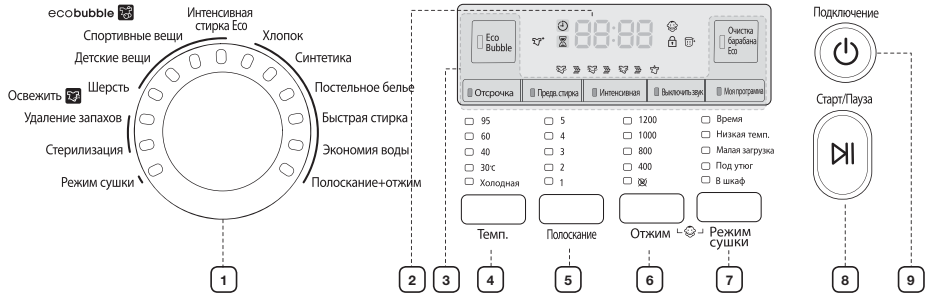 ecobubble
Интенсивная
стирка Eco
Спортивные вещи
Хлопок
Детские вещи
Синтетика
Шерсть
Постельное белье
Освежить
Удаление запахов
Быстрая стирка
Стерилизация
Экономия воды
Режим сушки
Полоскание+отжим
Eco
Bubble
88:88
Очистка
барабана
Eco
Отсрочка
Предв. стирка
Интенсивная
Выключить звук
Моя программа
95
60
40
30°C
Холодная
5
4
3
2
1
1200
1000
800
400
Время
Низкая темп.
Малая загрузка
Под утюг
В шкаф
Темп.
Полоскание
Отжим
Режим
сушки
Подключение
Старт/Пауза
1
2
3
4
5
6
7
8
9